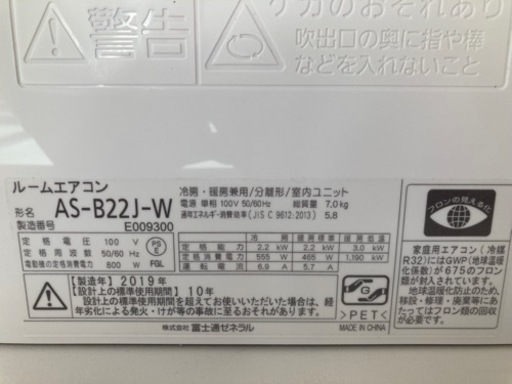 警告
ケガのおそれあり
吹出口の奥に指や棒
などを入れないこと
ルームエアコン
形名 AS-B22J-W
製造番号 E009300
冷房・暖房兼用/分離形/室内ユニット
電源 単相100V 50/60Hz 総質量 7.0kg
通年エネルギー消費効率(JIS C 9612:2013) 5.8
定格電圧 100 V
定格周波数 50/60 Hz
電動機の定格消費電力 800 W
PS E
FGL
冷房 暖房
定格能力 2.2 kW 2.2 kW 3.0 kW
定格消費電力 555 W 465 W 1,190 kW
運転電流 6.9 A 5.7 A
【製造年】2019年
【設計上の標準使用期間】10年
設計上の標準使用期間を超えてお使いいただいた場合は、経
年劣化による発火・けが等の事故に至るおそれがあります。
株式会社 富士通ゼネラル
G
>PET<
MADE IN CHINA
フロンの見える化
家庭用エアコン(冷媒
R32)にはGWP(地球温暖
化係数)が675のフロン
類が封入されています。
地球温暖化防止のため、
移設・修理・廃棄等にあ
たってはフロン類の回収
が必要です。